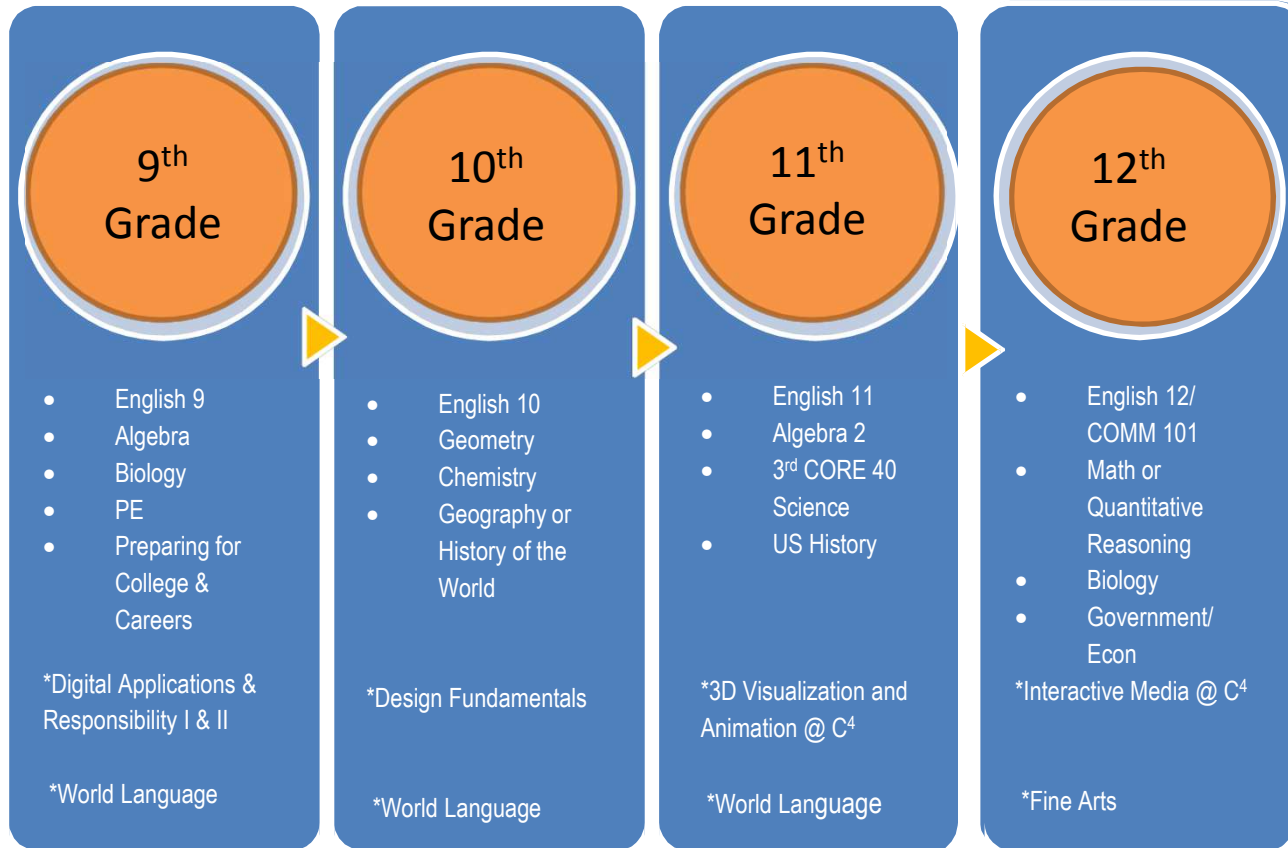 9th
Grade
• English 9
• Algebra
• Biology
• PE
• Preparing for
College &
Careers
*Digital Applications &
Responsibility I & II
*World Language
10th
Grade
• English 10
• Geometry
• Chemistry
• Geography or
History of the
World
*Design Fundamentals
*World Language
11th
Grade
• English 11
• Algebra 2
• 3rd CORE 40
Science
• US History
*3D Visualization and
Animation @ C4
*World Language
12th
Grade
• English 12/
COMM 101
• Math or
Quantitative
Reasoning
• Biology
• Government/
Econ
*Interactive Media @ C4
*Fine Arts